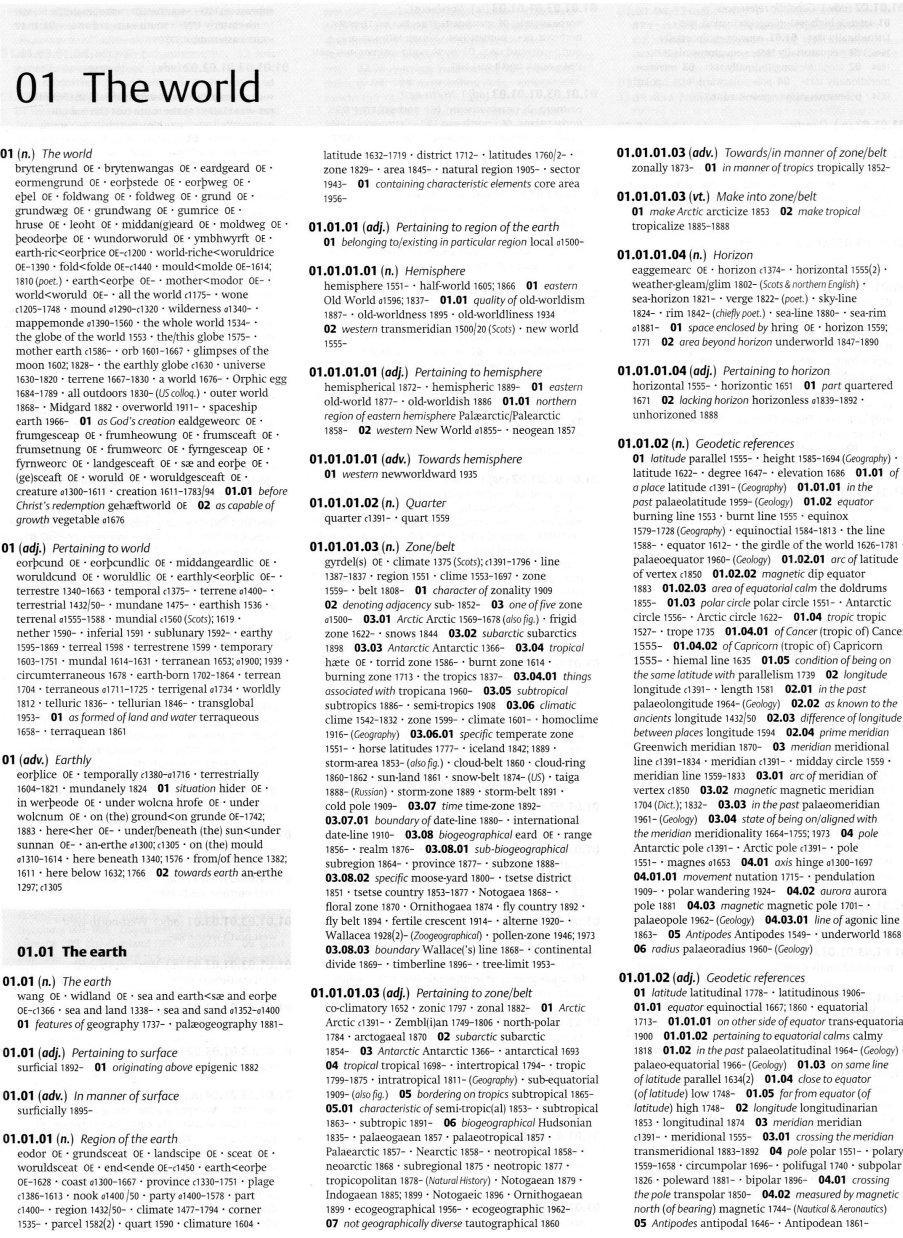 01 The world
01 (n.) The world
brytengrund OE · brytenwangas OE · eardgeard OE ·
eormengrund OE · eorþstede OE · eorþweg OE ·
eþel OE · foldwang OE · foldweg OE · grund OE ·
grundwæg OE · grundwang OE · gumrice OE ·
hruse OE · leoht OE · middan(g)eard OE · moldweg OE ·
þeodeorþe OE · wundorworuld OE · ymbhwyrft OE ·
earth-ric<eorþrice OE–c1200 · world-riche<woruldrice
OE–1390 · fold<folde OE–c1440 · mould<molde OE–1614;
1810 (poet.) · earth<eorþe OE– · mother<modor OE– ·
world<woruld OE– · all the world c1175– · wone
c1205–1748 · mound a1290–c1320 · wilderness a1340– ·
mappemonde a1390–1560 · the whole world 1534– ·
the globe of the world 1553 · the/this globe 1575– ·
mother earth c1586– · orb 1601–1667 · glimpses of the
moon 1602; 1828– · the earthly globe c1630 · universe
1630–1820 · terrene 1667–1830 · a world 1676– · Orphic egg
1684–1789 · all outdoors 1830– (US colloq.) · outer world
1868– · Midgard 1882 · overworld 1911– · spaceship
earth 1966– 01 as God's creation ealdgeweorc OE ·
frumgesceap OE · frumheowung OE · frumsceaft OE ·
frumsetnung OE · frumweorc OE · fyrngesceap OE ·
fyrnweorc OE · landgesceaft OE · sæ and eorþe OE ·
(ge)sceaft OE · woruld OE · woruldgesceaft OE ·
creature a1300–1611 · creation 1611–1783/94 01.01 before
Christ's redemption gehæftworld OE 02 as capable of
growth vegetable a1676
01 (adj.) Pertaining to world
eorþcund OE · eorþcundlic OE · middangeardlic OE ·
woruldcund OE · woruldlic OE · earthly<eorþlic OE– ·
terrestre 1340–1663 · temporal c1375– · terrene a1400– ·
terrestrial 1432/50– · mundane 1475– · earthish 1536 ·
terrenal a1555–1588 · mundial c1560 (Scots); 1619 ·
nether 1590– · inferial 1591 · sublunary 1592– · earthy
1595–1869 · terreal 1598 · terrestrene 1599 · temporary
1603–1751 · mundal 1614–1631 · terranean 1653; a1900; 1939 ·
circumterraneous 1678 · earth-born 1702–1864 · terrean
1704 · terraneous a1711–1725 · terrigenal a1734 · worldly
1812 · telluric 1836– · tellurian 1846– · transglobal
1953– 01 as formed of land and water terraqueous
1658– · terraquean 1861
01 (adv.) Earthly
eorþlice OE · temporally c1380–a1716 · terrestrially
1604–1821 · mundanely 1824 01 situation hider OE ·
in werþeode OE · under wolcna hrofe OE · under
wolcnum OE · on (the) ground<on grunde OE–1742;
1883 · here<her OE– · under/beneath (the) sun<under
sunnan OE– · an-erthe a1300; c1305 · on (the) mould
a1310–1614 · here beneath 1340; 1576 · from/of hence 1382;
1611 · here below 1632; 1766 02 towards earth an-erthe
1297; c1305
01.01 The earth
01.01 (n.) The earth
wang OE · widland OE · sea and earth<sæ and eorþe
OE–c1366 · sea and land 1338– · sea and sand a1352–a1400
01 features of geography 1737– · palæogeography 1881–
01.01 (adj.) Pertaining to surface
surficial 1892– 01 originating above epigenic 1882
01.01 (adv.) In manner of surface
surficially 1895–
01.01.01 (n.) Region of the earth
eodor OE · grundsceat OE · landscipe OE · sceat OE ·
woruldsceat OE · end<ende OE–c1450 · earth<eorþe
OE–1628 · coast a1300–1667 · province c1330–1751 · plage
c1386–1613 · nook a1400/50 · party a1400–1578 · part
c1400– · region 1432/50– · climate 1477–1794 · corner
1535– · parcel 1582(2) · quart 1590 · climature 1604 ·
latitude 1632–1719 · district 1712– · latitudes 1760/2– ·
zone 1829– · area 1845– · natural region 1905– · sector
1943– 01 containing characteristic elements core area
1956–
01.01.01 (adj.) Pertaining to region of the earth
01 belonging to/existing in particular region local a1500–
01.01.01.01 (n.) Hemisphere
hemisphere 1551– · half-world 1605; 1866 01 eastern
Old World a1596; 1837– 01.01 quality of old-worldism
1887– · old-worldness 1895 · old-worldliness 1934
02 western transmeridian 1500/20 (Scots) · new world
1555–
01.01.01.01 (adj.) Pertaining to hemisphere
hemispherical 1872– · hemispheric 1889– 01 eastern
old-world 1877– · old-worldish 1886 01.01 northern
region of eastern hemisphere Palæarctic/Palearctic
1858– 02 western New World a1855– · neogean 1857
01.01.01.01 (adv.) Towards hemisphere
01 western newworldward 1935
01.01.01.02 (n.) Quarter
quarter c1391– · quart 1559
01.01.01.03 (n.) Zone/belt
gyrdel(s) OE · climate 1375 (Scots); c1391–1796 · line
1387–1837 · region 1551 · clime 1553–1697 · zone
1559– · belt 1808– 01 character of zonality 1909
02 denoting adjacency sub- 1852– 03 one of five zone
a1500– 03.01 Arctic Arctic 1569–1678 (also fig.) · frigid
zone 1622– · snows 1844 03.02 subarctic subarctics
1898 03.03 Antarctic Antarctic 1366– 03.04 tropical
hæte OE · torrid zone 1586– · burnt zone 1614 ·
burning zone 1713 · the tropics 1837– 03.04.01 things
associated with tropicana 1960– 03.05 subtropical
subtropics 1886– · semi-tropics 1908 03.06 climatic
clime 1542–1832 · zone 1599– · climate 1601– · homoclime
1916– (Geography) 03.06.01 specific temperate zone
1551– · horse latitudes 1777– · iceland 1842; 1889 ·
storm-area 1853– (also fig.) · cloud-belt 1860 · cloud-ring
1860–1862 · sun-land 1861 · snow-belt 1874– (US) · taiga
1888– (Russian) · storm-zone 1889 · storm-belt 1891 ·
cold pole 1909– 03.07 time time-zone 1892–
03.07.01 boundary of date-line 1880– · international
date-line 1910– 03.08 biogeographical eard OE · range
1856– · realm 1876– 03.08.01 sub-biogeographical
subregion 1864– · province 1877– · subzone 1888–
03.08.02 specific moose-yard 1800– · tsetse district
1851 · tsetse country 1853–1877 · Notogaea 1868– ·
floral zone 1870 · Ornithogaea 1874 · fly country 1892 ·
fly belt 1894 · fertile crescent 1914– · alterne 1920– ·
Wallacea 1928(2)– (Zoogeographical) · pollen-zone 1946; 1973
03.08.03 boundary Wallace('s) line 1868– · continental
divide 1869– · timberline 1896– · tree-limit 1953–
01.01.01.03 (adj.) Pertaining to zone/belt
co-climatory 1652 · zonic 1797 · zonal 1882– 01 Arctic
Arctic c1391– · Zembl(i)an 1749–1806 · north-polar
1784 · arctogaeal 1870 02 subarctic subarctic
1854– 03 Antarctic Antarctic 1366– · antarctical 1693
04 tropical tropical 1698– · intertropical 1794– · tropic
1799–1875 · intratropical 1811– (Geography) · sub-equatorial
1909– (also fig.) 05 bordering on tropics subtropical 1865–
05.01 characteristic of semi-tropic(al) 1853– · subtropical
1863– · subtropic 1891– 06 biogeographical Hudsonian
1835– · palaeogaean 1857 · palaeotropical 1857 ·
Palaearctic 1857– · Nearctic 1858– · neotropical 1858– ·
neoarctic 1868 · subregional 1875 · neotropic 1877 ·
tropicopolitan 1878– (Natural History) · Notogaean 1879 ·
Indogaean 1885; 1899 · Notogaeic 1896 · Ornithogaean
1899 · ecogeographical 1956– · ecogeographic 1962–
07 not geographically diverse tautographical 1860
01.01.01.03 (adv.) Towards/in manner of zone/belt
zonally 1873– 01 in manner of tropics tropically 1852–
01.01.01.03 (vt.) Make into zone/belt
01 make Arctic arcticize 1853 02 make tropical
tropicalize 1885–1888
01.01.01.04 (n.) Horizon
eaggemearc OE · horizon c1374– · horizontal 1555(2) ·
weather-gleam/glim 1802– (Scots & northern English) ·
sea-horizon 1821– · verge 1822– (poet.) · sky-line
1824– · rim 1842– (chiefly poet.) · sea-line 1880– · sea-rim
a1881– 01 space enclosed by hring OE · horizon 1559;
1771 02 area beyond horizon underworld 1847–1890
01.01.01.04 (adj.) Pertaining to horizon
horizontal 1555– · horizontic 1651 01 part quartered
1671 02 lacking horizon horizonless a1839–1892 ·
unhorizoned 1888
01.01.02 (n.) Geodetic references
01 latitude parallel 1555– · height 1585–1694 (Geography) ·
latitude 1622– · degree 1647– · elevation 1686 01.01 of
a place latitude c1391– (Geography) 01.01.01 in the
past palaeolatitude 1959– (Geology) 01.02 equator
burning line 1553 · burnt line 1555 · equinox
1579–1728 (Geography) · equinoctial 1584–1813 · the line
1588– · equator 1612– · the girdle of the world 1626–1781 ·
palaeoequator 1960– (Geology) 01.02.01 arc of latitude
of vertex c1850 01.02.02 magnetic dip equator
1883 01.02.03 area of equatorial calm the doldrums
1855– 01.03 polar circle polar circle 1551– · Antarctic
circle 1556– · Arctic circle 1622– 01.04 tropic tropic
1527– · trope 1735 01.04.01 of Cancer (tropic of) Cancer
1555– 01.04.02 of Capricorn (tropic of) Capricorn
1555– · hiemal line 1635 01.05 condition of being on
the same latitude with parallelism 1739 02 longitude
longitude c1391– · length 1581 02.01 in the past
palaeolongitude 1964– (Geology) 02.02 as known to the
ancients longitude 1432/50 02.03 difference of longitude
between places longitude 1594 02.04 prime meridian
Greenwich meridian 1870– 03 meridian meridional
line c1391–1834 · meridian c1391– · midday circle 1559 ·
meridian line 1559–1833 03.01 arc of meridian of
vertex c1850 03.02 magnetic magnetic meridian
1704 (Dict.); 1832– 03.03 in the past palaeomeridian
1961– (Geology) 03.04 state of being on/aligned with
the meridian meridionality 1664–1755; 1973 04 pole
Antarctic pole c1391– · Arctic pole c1391– · pole
1551– · magnes a1653 04.01 axis hinge a1300–1697
04.01.01 movement nutation 1715– · pendulation
1909– · polar wandering 1924– 04.02 aurora aurora
pole 1881 04.03 magnetic magnetic pole 1701– ·
palaeopole 1962– (Geology) 04.03.01 line of agonic line
1863– 05 Antipodes Antipodes 1549– · underworld 1868
06 radius palaeoradius 1960– (Geology)
01.01.02 (adj.) Geodetic references
01 latitude latitudinal 1778– · latitudinous 1906–
01.01 equator equinoctial 1667; 1860 · equatorial
1713– 01.01.01 on other side of equator trans-equatorial
1900 01.01.02 pertaining to equatorial calms calmy
1818 01.02 in the past palaeolatitudinal 1964– (Geology) ·
palaeo-equatorial 1966– (Geology) 01.03 on same line
of latitude parallel 1634(2) 01.04 close to equator
(of latitude) low 1748– 01.05 far from equator (of
latitude) high 1748– 02 longitude longitudinarian
1853 · longitudinal 1874 03 meridian meridian
c1391– · meridional 1555– 03.01 crossing the meridian
transmeridional 1883–1892 04 pole polar 1551– · polary
1559–1658 · circumpolar 1696– · polifugal 1740 · subpolar
1826 · poleward 1881– · bipolar 1896– 04.01 crossing
the pole transpolar 1850– 04.02 measured by magnetic
north (of bearing) magnetic 1744– (Nautical & Aeronautics)
05 Antipodes antipodal 1646– · Antipodean 1861–